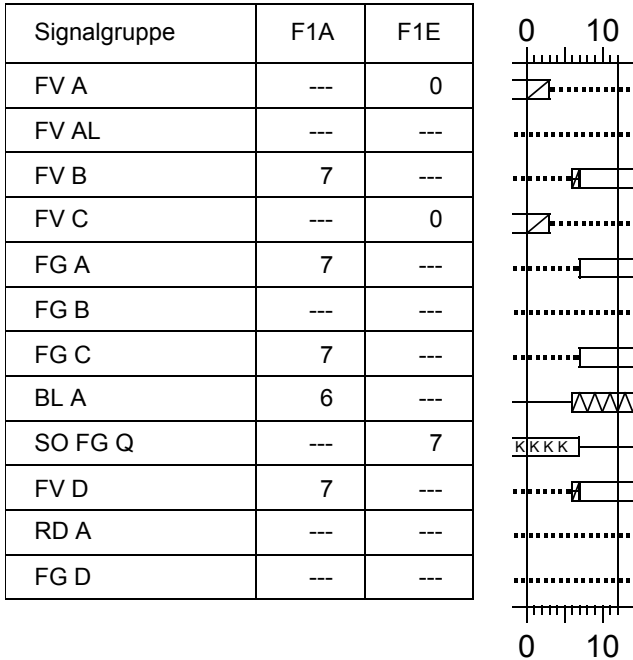 Signalgruppe F1A F1E 0 10
FV A --- 0
FV AL --- ---
FV B 7 ---
FV C --- 0
FG A 7 ---
FG B --- ---
FG C 7 ---
BL A 6 ---
SO FG Q --- 7 K K K K
FV D 7 ---
RD A --- ---
FG D --- ---
0 10